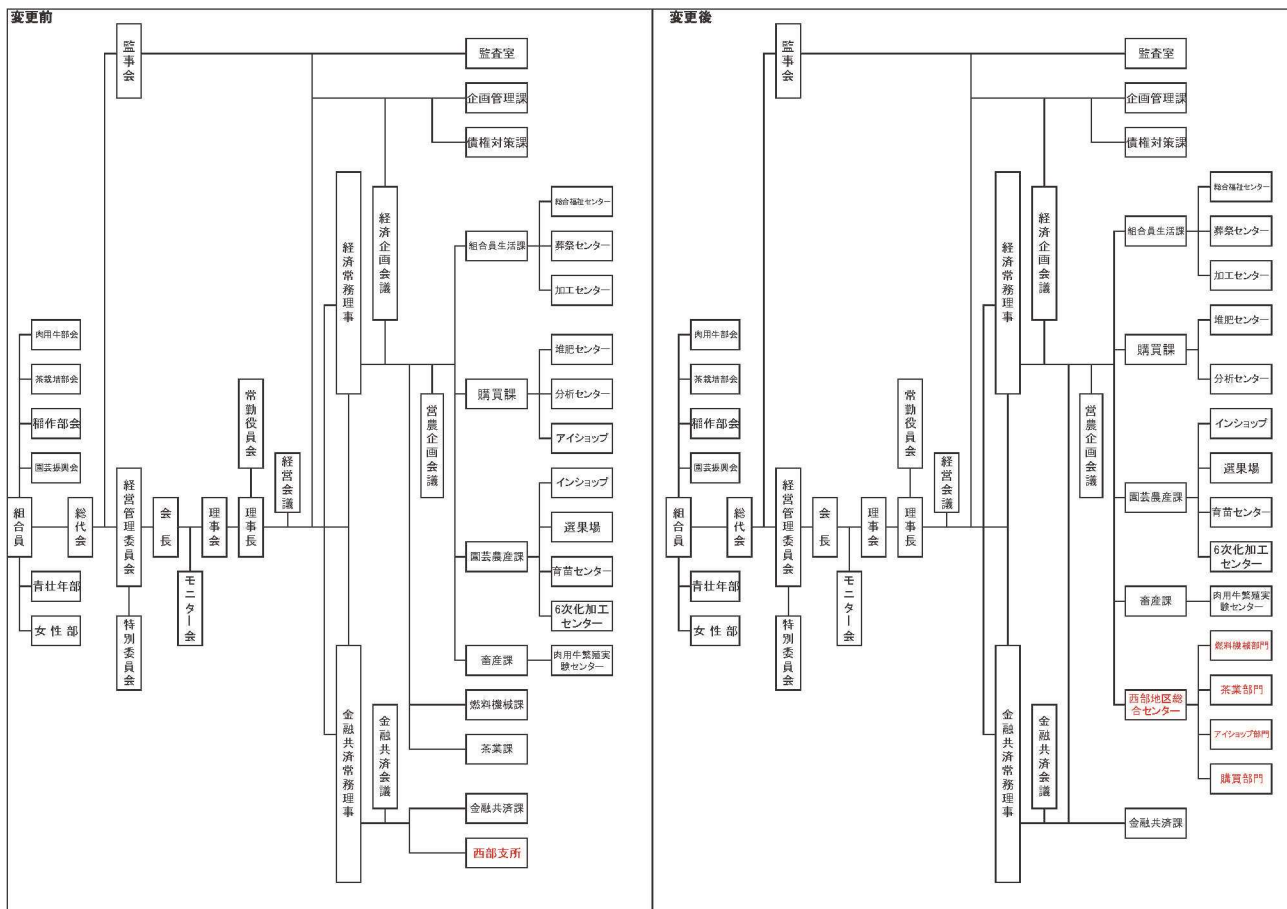 変更前
監事会
監査室
企画管理課
債権対策課
経済常務理事
経済企画会議
総合福祉センター
組合員生活課
葬祭センター
加工センター
肉用牛部会
茶栽培部会
稲作部会
園芸振興会
組合員
青壮年部
女性部
総代会
経営管理委員会
特別委員会
会長
モニター会
理事会
常勤役員会
理事長
経営会議
営農企画会議
堆肥センター
購買課
分析センター
アイショップ
インショップ
選果場
園芸農産課
育苗センター
6次化加工
センター
畜産課
肉用牛繁殖実
験センター
燃料機械課
茶業課
金融共済常務理事
金融共済会議
金融共済課
西部支所
変更後
監事会
監査室
企画管理課
債権対策課
経済常務理事
経済企画会議
総合福祉センター
組合員生活課
葬祭センター
加工センター
肉用牛部会
茶栽培部会
稲作部会
園芸振興会
組合員
青壮年部
女性部
総代会
経営管理委員会
特別委員会
会長
モニター会
理事会
常勤役員会
理事長
経営会議
営農企画会議
堆肥センター
購買課
分析センター
インショップ
選果場
園芸農産課
育苗センター
6次化加工
センター
畜産課
肉用牛繁殖実
験センター
燃料機械部門
西部地区総
合センター
茶業部門
アイショップ部門
購買部門
金融共済常務理事
金融共済会議
金融共済課